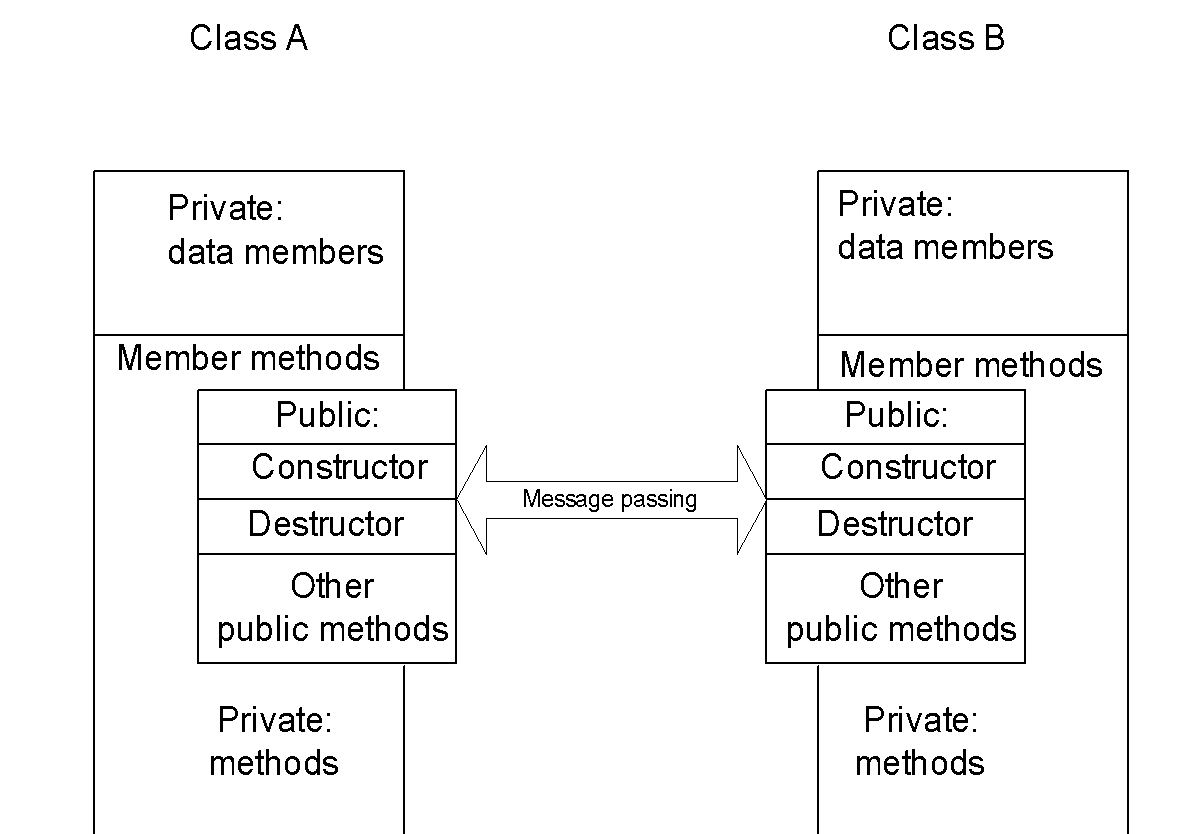 Class A
Class B
Private:
data members
Member methods
Public:
Constructor
Destructor
Other
public methods
Private:
methods
Message passing
Private:
data members
Member methods
Public:
Constructor
Destructor
Other
public methods
Private:
methods